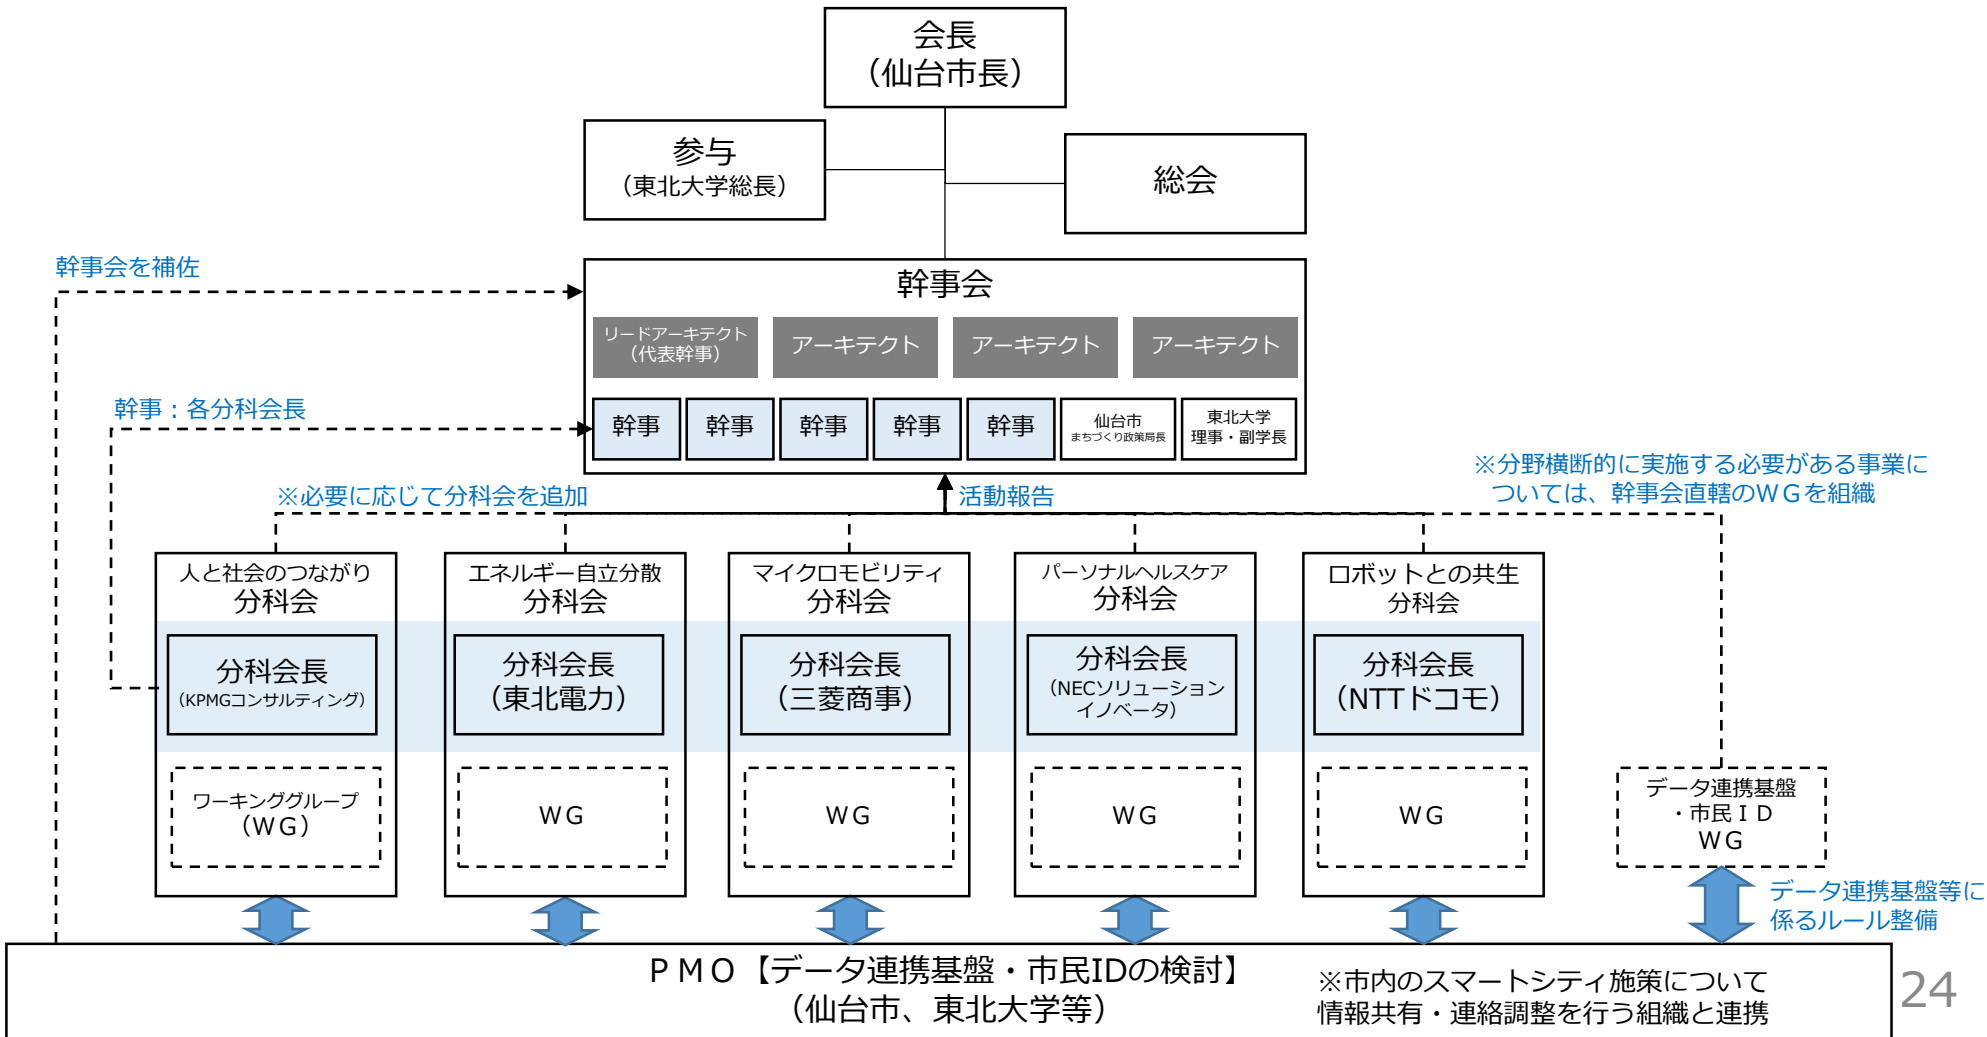 会長
（仙台市長）
参与
（東北大学総長）
総会
幹事会を補佐
幹事会
リードアーキテクト
（代表幹事）
アーキテクト
アーキテクト
アーキテクト
幹事：各分科会長
幹事
幹事
幹事
幹事
幹事
仙台市
まちづくり政策局長
東北大学
理事・副学長
※必要に応じて分科会を追加
活動報告
※分野横断的に実施する必要がある事業に
ついては、幹事会直轄のＷＧを組織
人と社会のつながり
分科会
エネルギー自立分散
分科会
マイクロモビリティ
分科会
パーソナルヘルスケア
分科会
ロボットとの共生
分科会
分科会長
（KPMGコンサルティング）
分科会長
（東北電力）
分科会長
（三菱商事）
分科会長
（NECソリューション
イノベータ）
分科会長
（NTTドコモ）
ワーキンググループ
（ＷＧ）
ＷＧ
ＷＧ
ＷＧ
ＷＧ
データ連携基盤
・市民ＩＤ
ＷＧ
データ連携基盤等に
係るルール整備
ＰＭＯ【データ連携基盤・市民IDの検討】
（仙台市、東北大学等）
※市内のスマートシティ施策について
情報共有・連絡調整を行う組織と連携
24